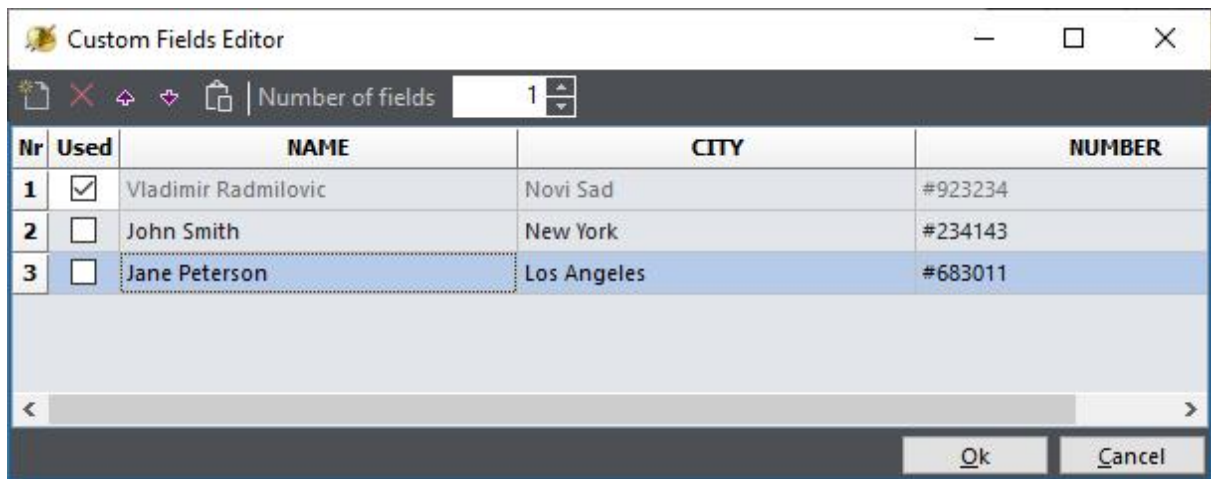 Custom Fields Editor
Number of fields 1
Nr Used NAME CITY NUMBER
1 Vladimir Radmilovic Novi Sad #923234
2 John Smith New York #234143
3 Jane Peterson Los Angeles #683011
Ok Cancel